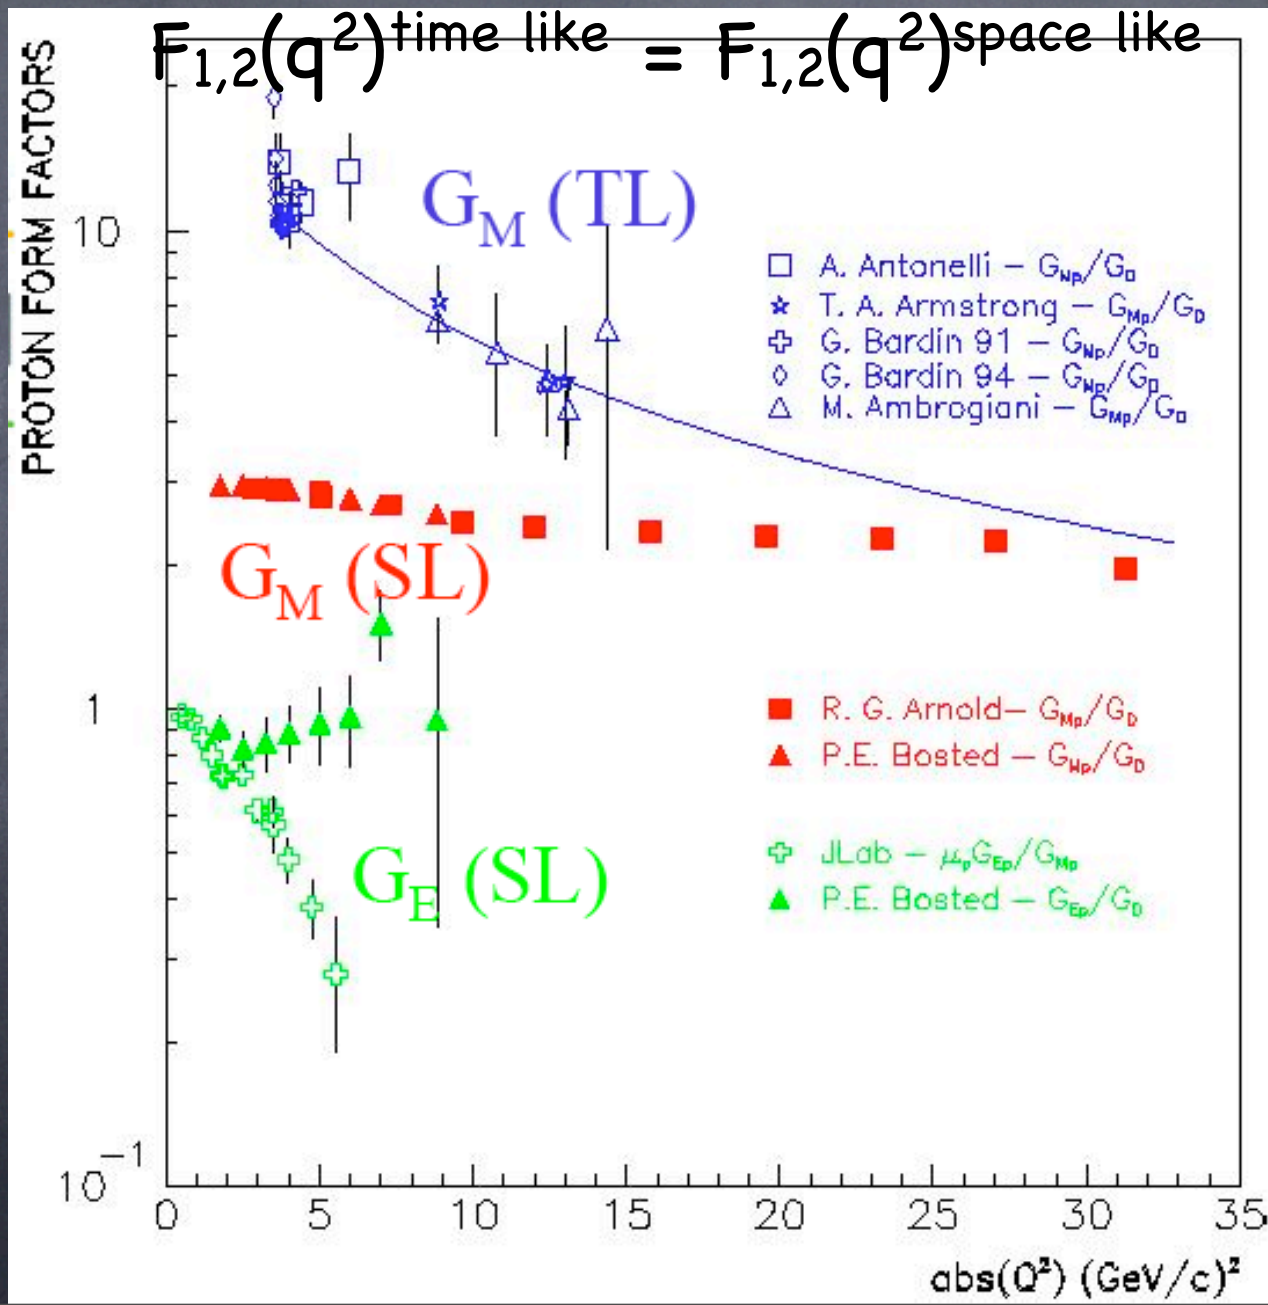 F1,2(q2)time like = F1,2(q2)space like
PROTON FORM FACTORS
10
1
10−1
GM (TL)
A. Antonelli − GMp/GD
T. A. Armstrong − GMp/GD
G. Bardin 91 − GMp/GD
G. Bardin 94 − GMp/GD
M. Ambrogiani − GMp/GD
GM (SL)
R. G. Arnold− GMp/GD
P.E. Bosted − GMp/GD
JLab − μpGEp/GMp
P.E. Bosted − GEp/GD
GE (SL)
0 5 10 15 20 25 30 35
abs(Q2) (GeV/c)2